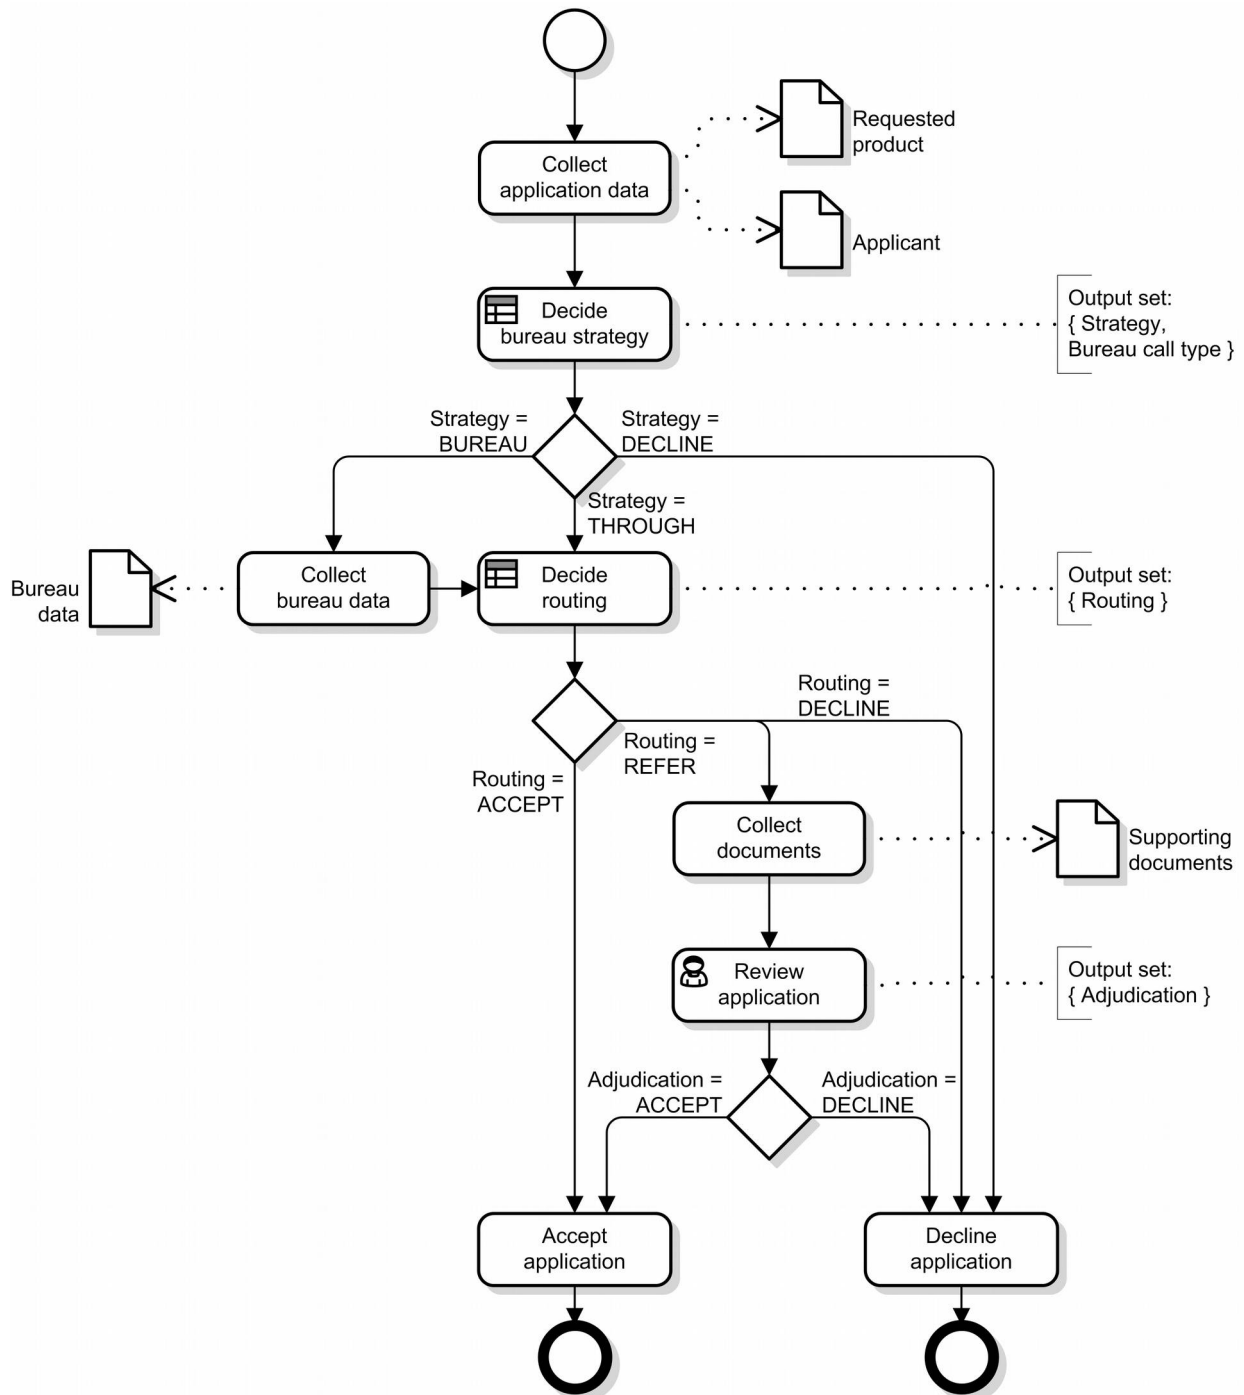 Requested
product
Collect
application data
Applicant
Decide
bureau strategy
Output set:
{ Strategy,
Bureau call type }
Strategy =
BUREAU
Strategy =
DECLINE
Strategy =
THROUGH
Bureau
data
Collect
bureau data
Decide
routing
Output set:
{ Routing }
Routing =
DECLINE
Routing =
REFER
Routing =
ACCEPT
Collect
documents
Supporting
documents
Review
application
Output set:
{ Adjudication }
Adjudication =
ACCEPT
Adjudication =
DECLINE
Accept
application
Decline
application